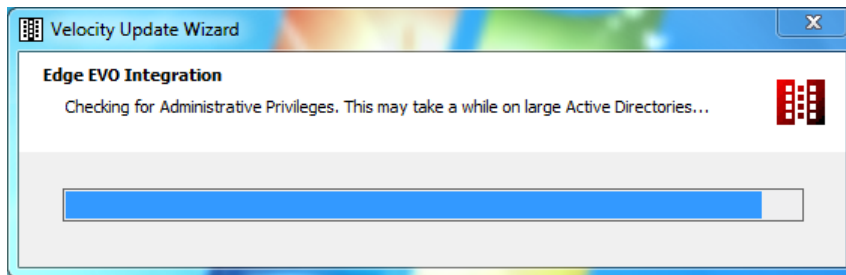 Velocity Update Wizard
Edge EVO Integration
Checking for Administrative Privileges. This may take a while on large Active Directories...